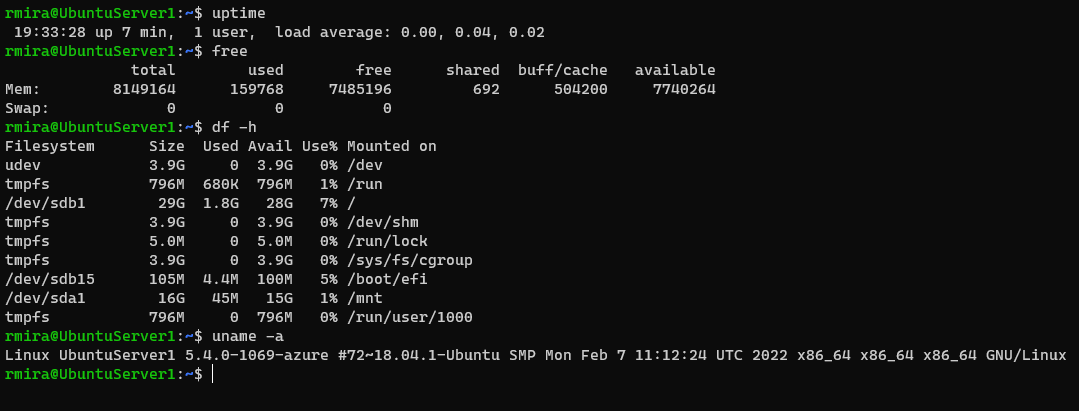 rmira@UbuntuServer1:~$ uptime
 19:33:28 up 7 min,  1 user,  load average: 0.00, 0.04, 0.02
rmira@UbuntuServer1:~$ free
              total        used        free      shared  buff/cache   available
Mem:        8149164      159768     7485196         692      504200     7740264
Swap:             0           0           0
rmira@UbuntuServer1:~$ df -h
Filesystem      Size  Used Avail Use% Mounted on
udev            3.9G     0  3.9G   0% /dev
tmpfs           796M  680K  796M   1% /run
/dev/sdb1        29G  1.8G   28G   7% /
tmpfs           3.9G     0  3.9G   0% /dev/shm
tmpfs           5.0M     0  5.0M   0% /run/lock
tmpfs           3.9G     0  3.9G   0% /sys/fs/cgroup
/dev/sdb15      105M  4.4M  100M   5% /boot/efi
/dev/sda1        16G   45M   15G   1% /mnt
tmpfs           796M     0  796M   0% /run/user/1000
rmira@UbuntuServer1:~$ uname -a
Linux UbuntuServer1 5.4.0-1069-azure #72~18.04.1-Ubuntu SMP Mon Feb 7 11:12:24 UTC 2022 x86_64 x86_64 x86_64 GNU/Linux
rmira@UbuntuServer1:~$